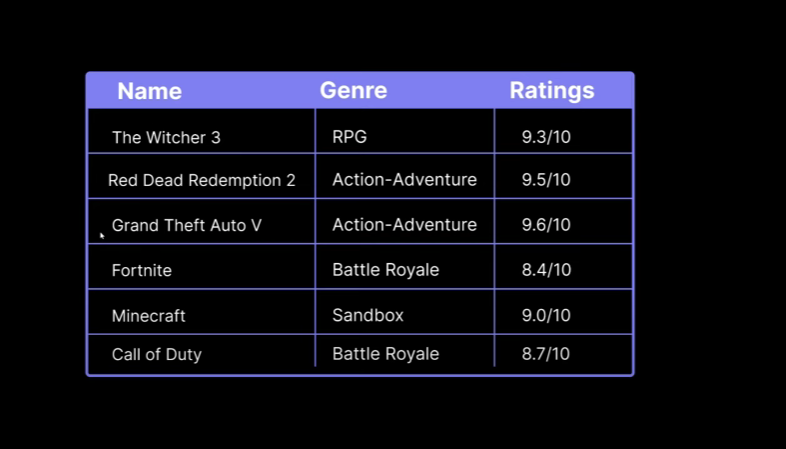 Name Genre Ratings
The Witcher 3 RPG 9.3/10
Red Dead Redemption 2 Action-Adventure 9.5/10
Grand Theft Auto V Action-Adventure 9.6/10
Fortnite Battle Royale 8.4/10
Minecraft Sandbox 9.0/10
Call of Duty Battle Royale 8.7/10